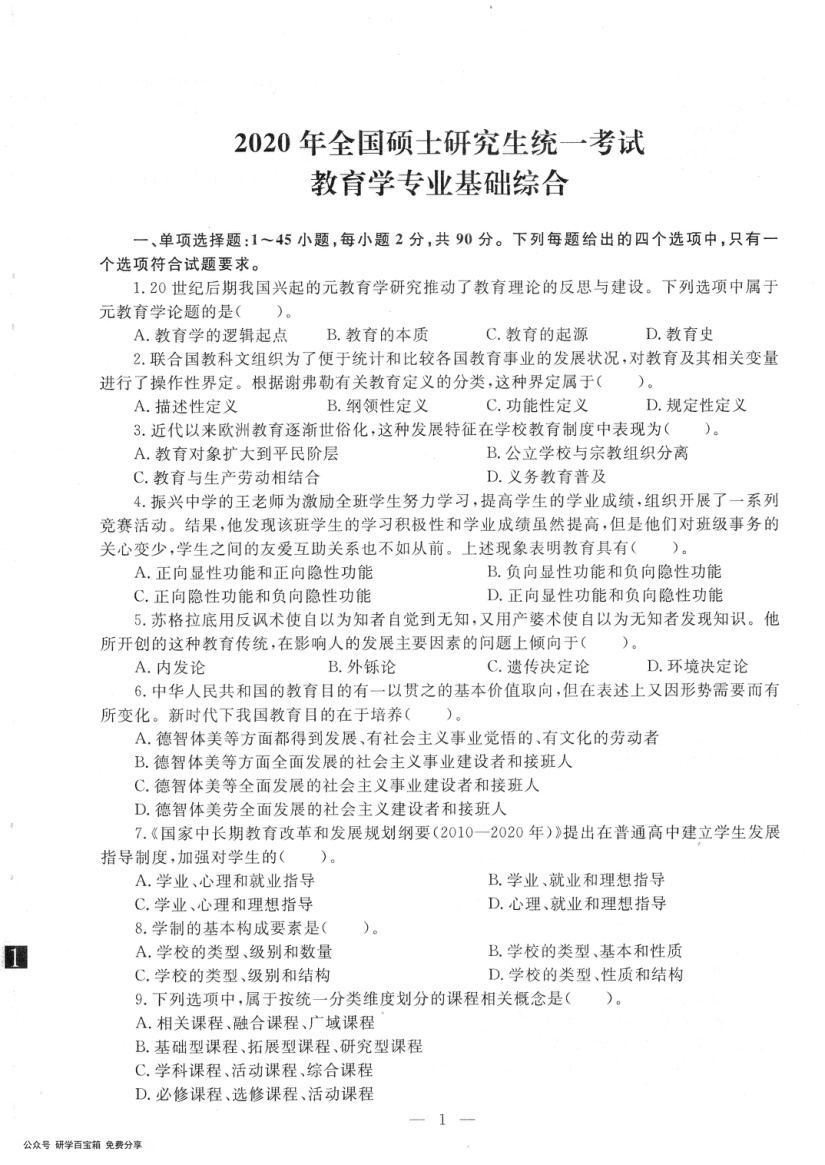 2020 年全国硕士研究生统一考试
教育学专业基础综合
一、单项选择题:1～45 小题,每小题 2 分,共 90 分。下列每题给出的四个选项中,只有一
个选项符合试题要求。
1. 20 世纪后期我国兴起的元教育学研究推动了教育理论的反思与建设。下列选项中属于
元教育学论题的是(　　)。
A. 教育学的逻辑起点　　B. 教育的本质　　C. 教育的起源　　D. 教育史
2. 联合国教科文组织为了便于统计和比较各国教育事业的发展状况,对教育及其相关变量
进行了操作性界定。根据谢弗勒有关教育定义的分类,这种界定属于(　　)。
A. 描述性定义　　B. 纲领性定义　　C. 功能性定义　　D. 规定性定义
3. 近代以来欧洲教育逐渐世俗化,这种发展特征在学校教育制度中表现为(　　)。
A. 教育对象扩大到平民阶层　　B. 公立学校与宗教组织分离
C. 教育与生产劳动相结合　　D. 义务教育普及
4. 振兴中学的王老师为激励全班学生努力学习,提高学生的学业成绩,组织开展了一系列
竞赛活动。结果,他发现该班学生的学习积极性和学业成绩虽然提高,但是他们对班级事务的
关心变少,学生之间的友爱互助关系也不如从前。上述现象表明教育具有(　　)。
A. 正向显性功能和正向隐性功能　　B. 负向显性功能和负向隐性功能
C. 正向隐性功能和负向隐性功能　　D. 正向显性功能和负向隐性功能
5. 苏格拉底用反讽术使自以为知者自觉到无知,又用产婆术使自以为无知者发现知识。他
所开创的这种教育传统,在影响人的发展主要因素的问题上倾向于(　　)。
A. 内发论　　B. 外铄论　　C. 遗传决定论　　D. 环境决定论
6. 中华人民共和国的教育目的有一以贯之的基本价值取向,但在表述上又因形势需要而有
所变化。新时代下我国教育目的在于培养(　　)。
A. 德智体美等方面都得到发展、有社会主义事业觉悟的、有文化的劳动者
B. 德智体美等方面全面发展的社会主义事业建设者和接班人
C. 德智体美等全面发展的社会主义事业建设者和接班人
D. 德智体美劳全面发展的社会主义建设者和接班人
7.《国家中长期教育改革和发展规划纲要(2010—2020 年)》提出在普通高中建立学生发展
指导制度,加强对学生的(　　)。
A. 学业、心理和就业指导　　B. 学业、就业和理想指导
C. 学业、心理和理想指导　　D. 心理、就业和理想指导
8. 学制的基本构成要素是(　　)。
A. 学校的类型、级别和数量　　B. 学校的类型、基本和性质
C. 学校的类型、级别和结构　　D. 学校的类型、性质和结构
9. 下列选项中,属于按统一分类维度划分的课程相关概念是(　　)。
A. 相关课程、融合课程、广域课程
B. 基础型课程、拓展型课程、研究型课程
C. 学科课程、活动课程、综合课程
D. 必修课程、选修课程、活动课程
1
— 1 —
公众号 研学百宝箱 免费分享